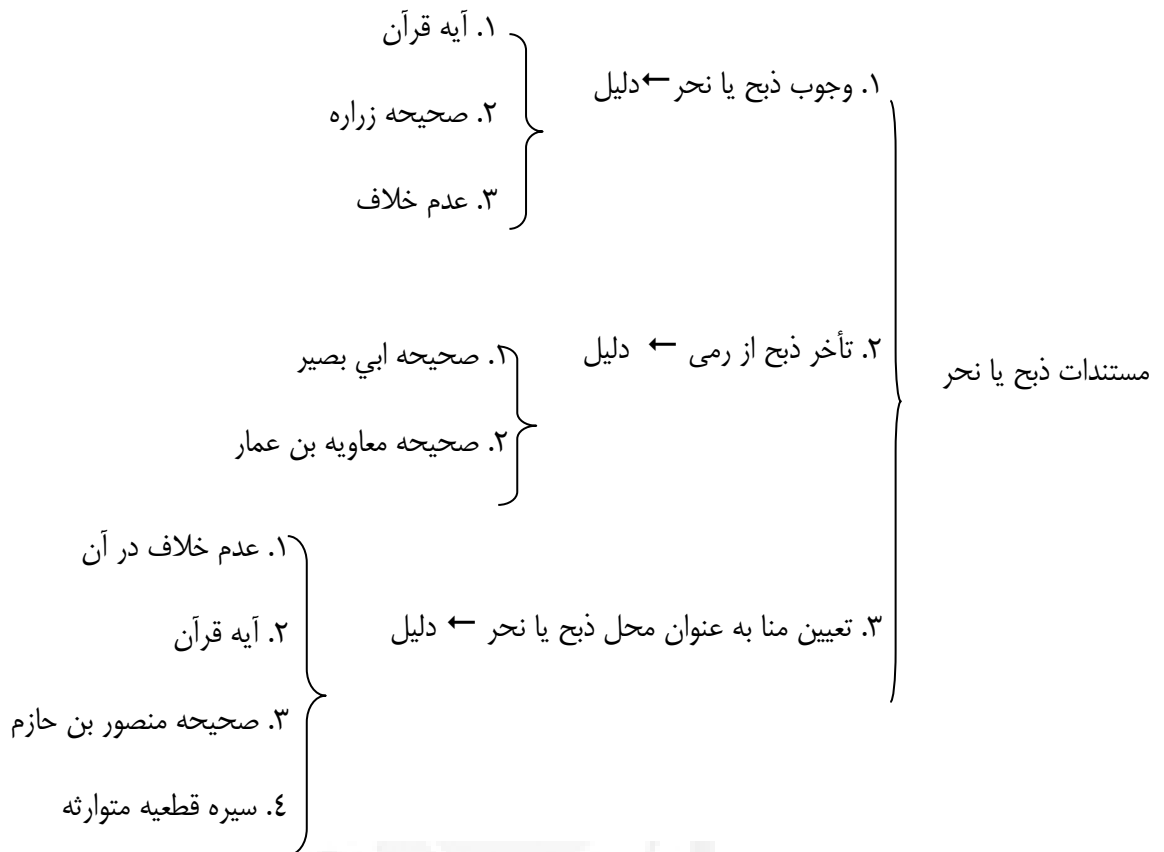 مستندات ذبح یا نحر
۱. وجوب ذبح یا نحر←دلیل
۱. آیه قرآن
۲. صحیحه زراره
۳. عدم خلاف
۲. تأخر ذبح از رمی ← دلیل
۱. صحیحه ابي بصیر
۲. صحیحه معاویه بن عمار
۳. تعیین منا به عنوان محل ذبح یا نحر ← دلیل
۱. عدم خلاف در آن
۲. آیه قرآن
۳. صحیحه منصور بن حازم
٤. سیره قطعیه متوارثه